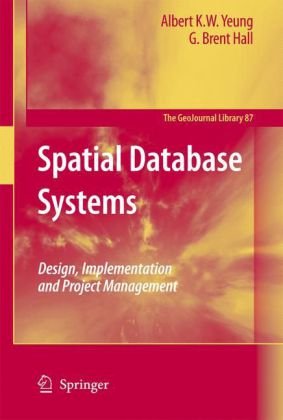 Albert K.W. Yeung
G. Brent Hall
The GeoJournal Library 87
Spatial Database
Systems
Design, Implementation
and Project Management
Springer